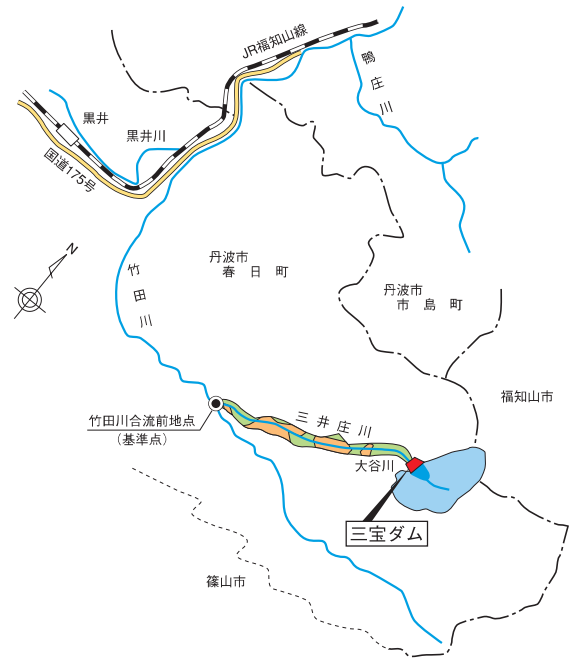 JR福知山線
鴨庄川
黒井
黒井川
国道175号
N
竹田川
丹波市
春日町
丹波市
市島町
福知山市
竹田川合流前地点
(基準点)
三井庄川
大谷川
三宝ダム
篠山市